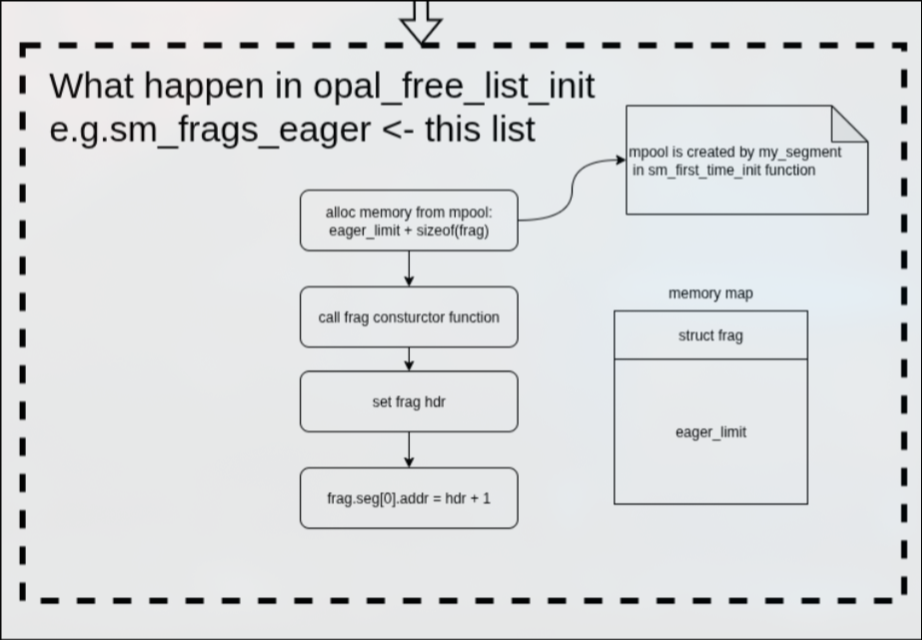 What happen in opal_free_list_init
e.g.sm_frags_eager <- this list
mpool is created by my_segment
in sm_first_time_init function
alloc memory from mpool:
eager_limit + sizeof(frag)
call frag consturctor function
set frag hdr
frag.seg[0].addr = hdr + 1
memory map
struct frag
eager_limit